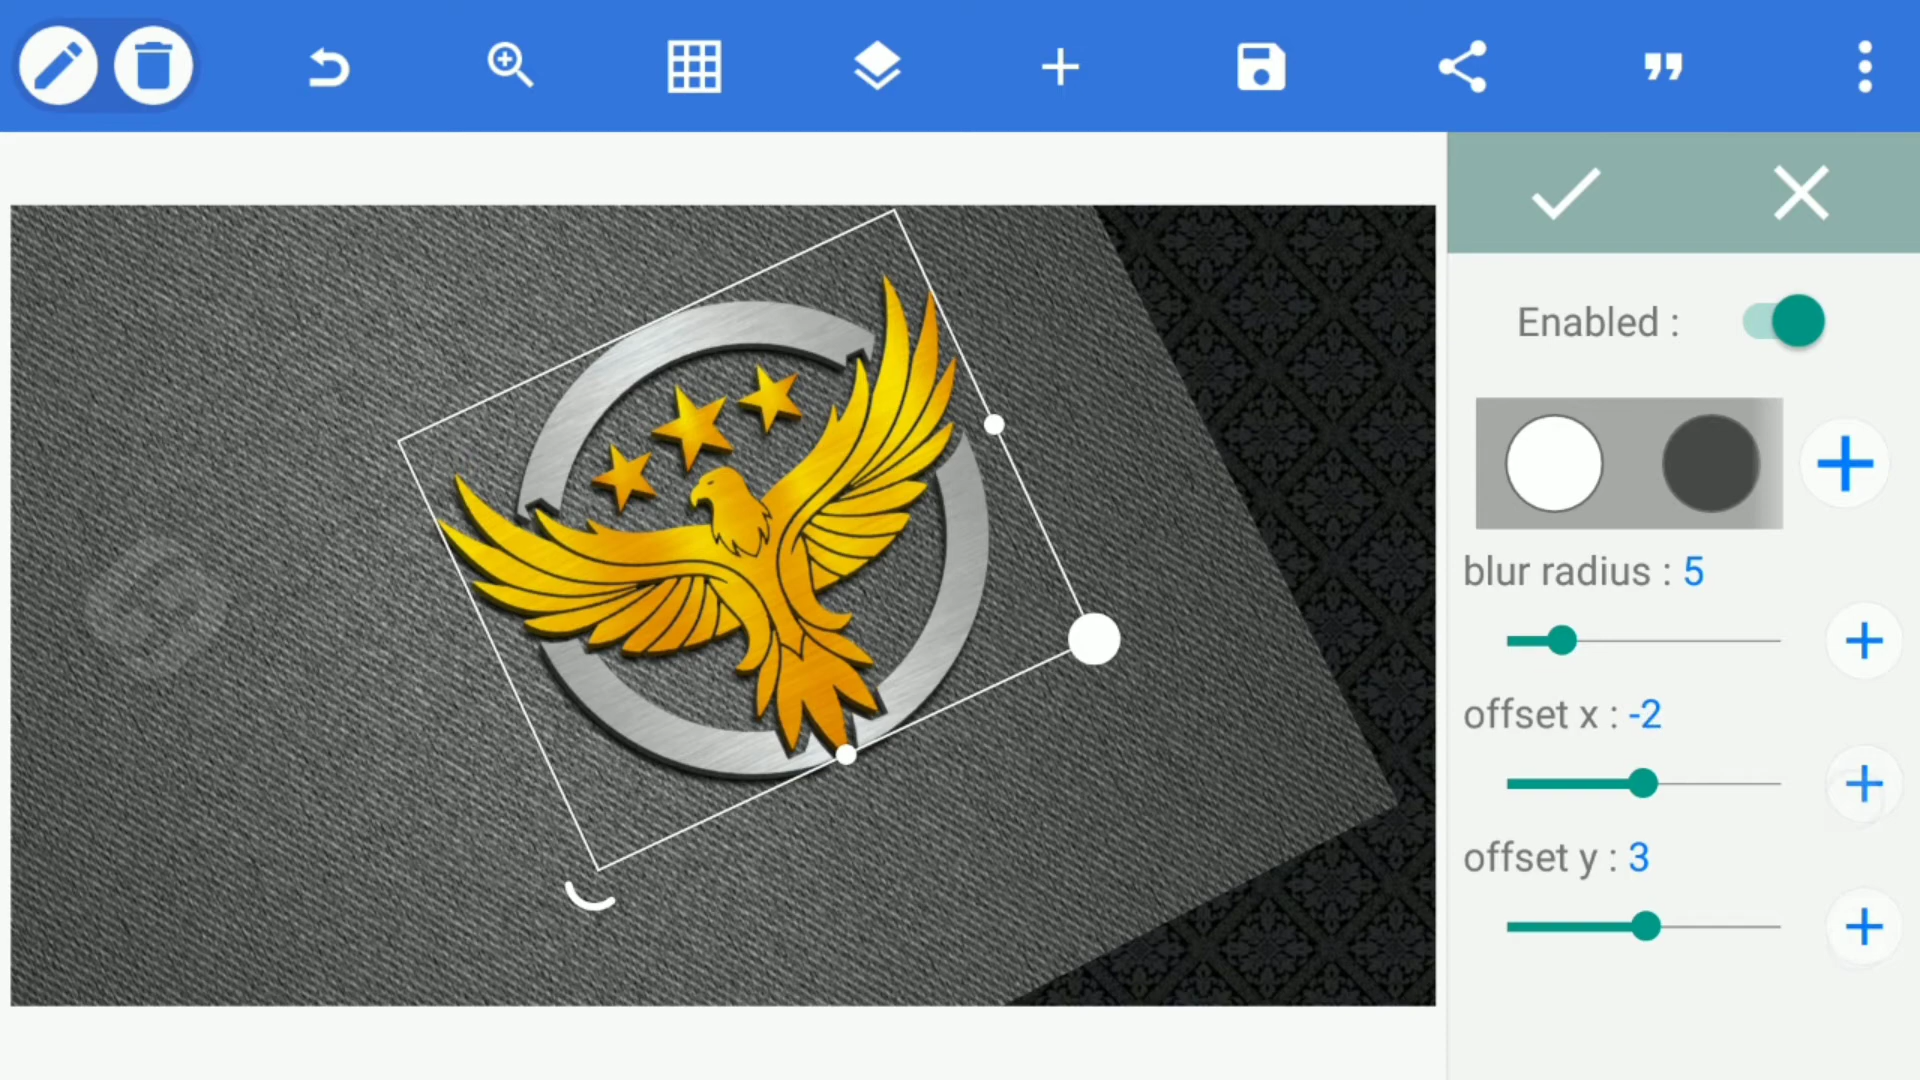 Enabled :
blur radius : 5
offset x : -2
offset y : 3